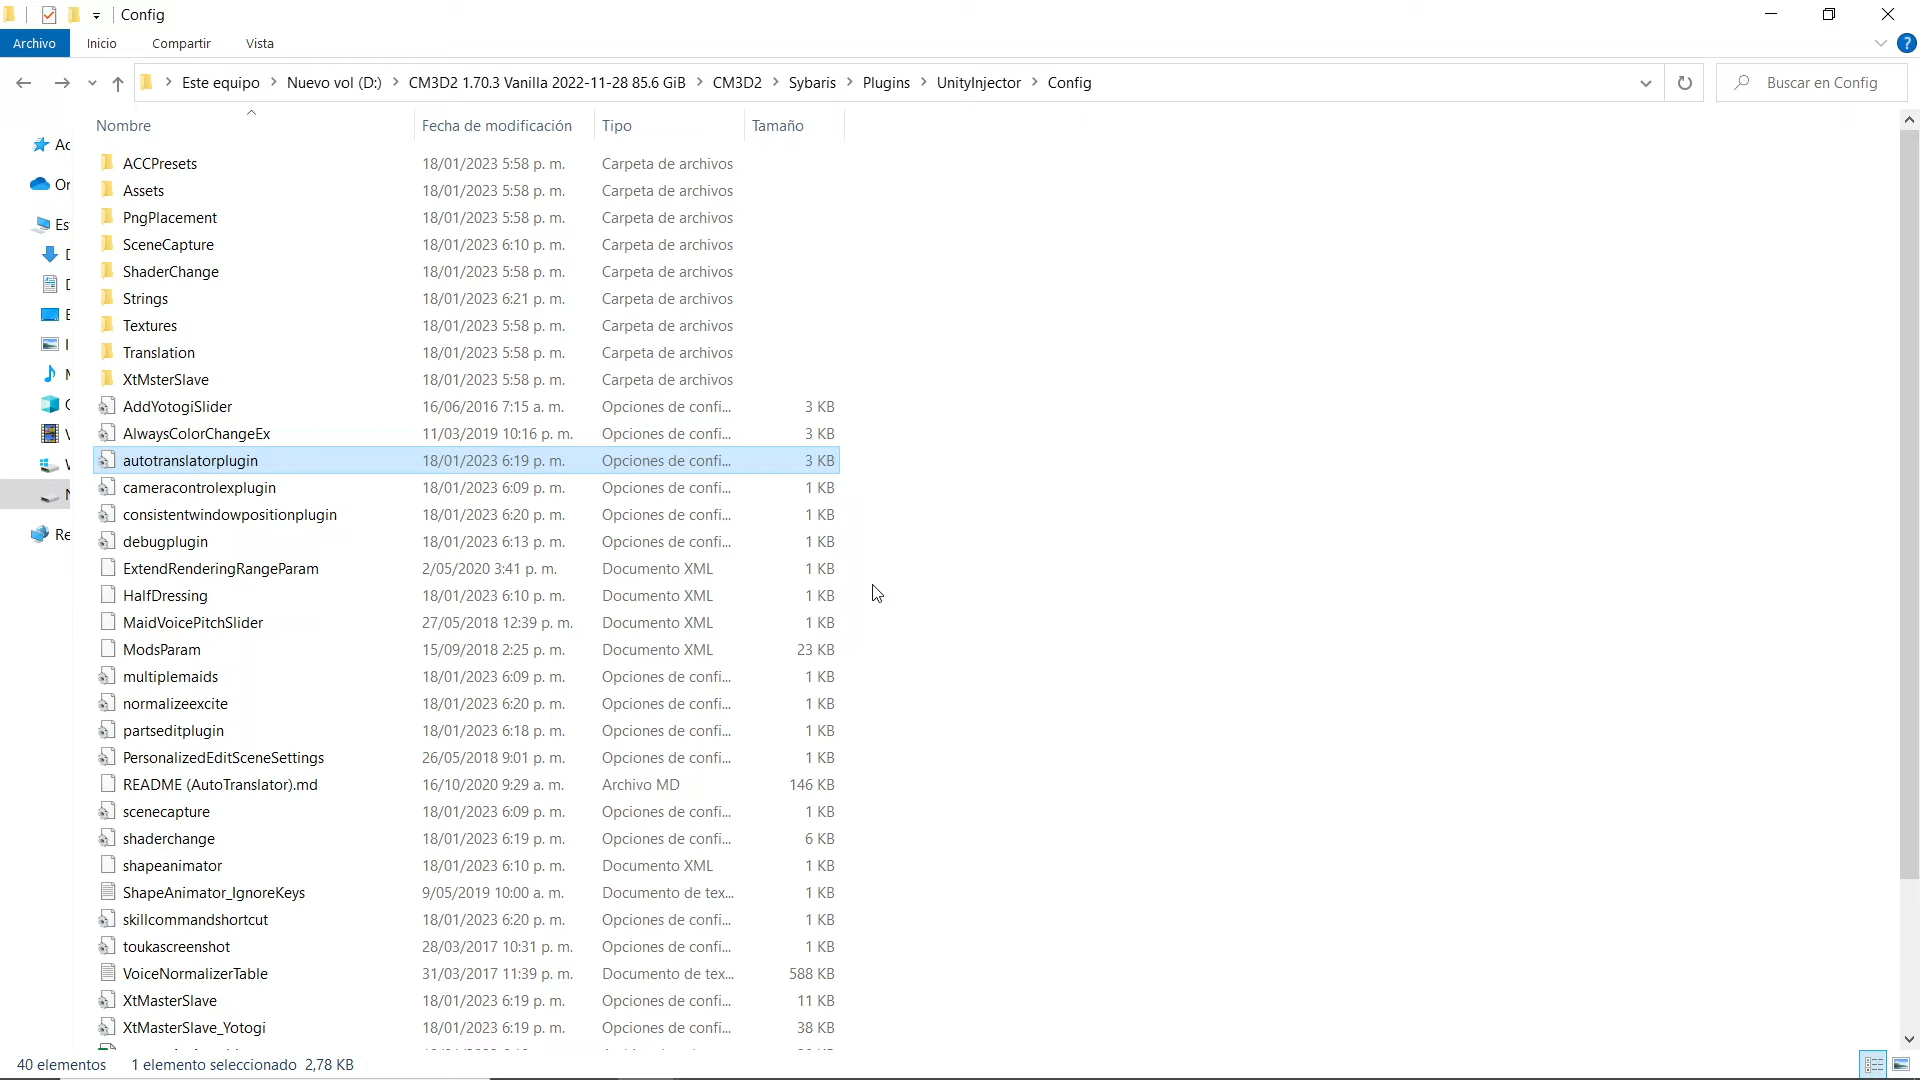 Config
Archivo Inicio Compartir Vista
Este equipo Nuevo vol (D:) CM3D2 1.70.3 Vanilla 2022-11-28 85.6 GiB CM3D2 Sybaris Plugins UnityInjector Config Buscar en Config
Nombre Fecha de modificación Tipo Tamaño
ACCPresets 18/01/2023 5:58 p. m. Carpeta de archivos
Assets 18/01/2023 5:58 p. m. Carpeta de archivos
PngPlacement 18/01/2023 5:58 p. m. Carpeta de archivos
SceneCapture 18/01/2023 6:10 p. m. Carpeta de archivos
ShaderChange 18/01/2023 5:58 p. m. Carpeta de archivos
Strings 18/01/2023 6:21 p. m. Carpeta de archivos
Textures 18/01/2023 5:58 p. m. Carpeta de archivos
Translation 18/01/2023 5:58 p. m. Carpeta de archivos
XtMsterSlave 18/01/2023 5:58 p. m. Carpeta de archivos
AddYotogiSlider 16/06/2016 7:15 a. m. Opciones de confi... 3 KB
AlwaysColorChangeEx 11/03/2019 10:16 p. m. Opciones de confi... 3 KB
autotranslatorplugin 18/01/2023 6:19 p. m. Opciones de confi... 3 KB
cameracontrolexplugin 18/01/2023 6:09 p. m. Opciones de confi... 1 KB
consistentwindowpositionplugin 18/01/2023 6:20 p. m. Opciones de confi... 1 KB
debugplugin 18/01/2023 6:13 p. m. Opciones de confi... 1 KB
ExtendRenderingRangeParam 2/05/2020 3:41 p. m. Documento XML 1 KB
HalfDressing 18/01/2023 6:10 p. m. Documento XML 1 KB
MaidVoicePitchSlider 27/05/2018 12:39 p. m. Documento XML 1 KB
ModsParam 15/09/2018 2:25 p. m. Documento XML 23 KB
multiplemaids 18/01/2023 6:09 p. m. Opciones de confi... 1 KB
normalizeexcite 18/01/2023 6:20 p. m. Opciones de confi... 1 KB
partseditplugin 18/01/2023 6:18 p. m. Opciones de confi... 1 KB
PersonalizedEditSceneSettings 26/05/2018 9:01 p. m. Opciones de confi... 1 KB
README (AutoTranslator).md 16/10/2020 9:29 a. m. Archivo MD 146 KB
scenecapture 18/01/2023 6:09 p. m. Opciones de confi... 1 KB
shaderchange 18/01/2023 6:19 p. m. Opciones de confi... 6 KB
shapeanimator 18/01/2023 6:10 p. m. Documento XML 1 KB
ShapeAnimator_IgnoreKeys 9/05/2019 10:00 a. m. Documento de tex... 1 KB
skillcommandshortcut 18/01/2023 6:20 p. m. Opciones de confi... 1 KB
toukascreenshot 28/03/2017 10:31 p. m. Opciones de confi... 1 KB
VoiceNormalizerTable 31/03/2017 11:39 p. m. Documento de tex... 588 KB
XtMasterSlave 18/01/2023 6:19 p. m. Opciones de confi... 11 KB
XtMasterSlave_Yotogi 18/01/2023 6:19 p. m. Opciones de confi... 38 KB
40 elementos 1 elemento seleccionado 2,78 KB